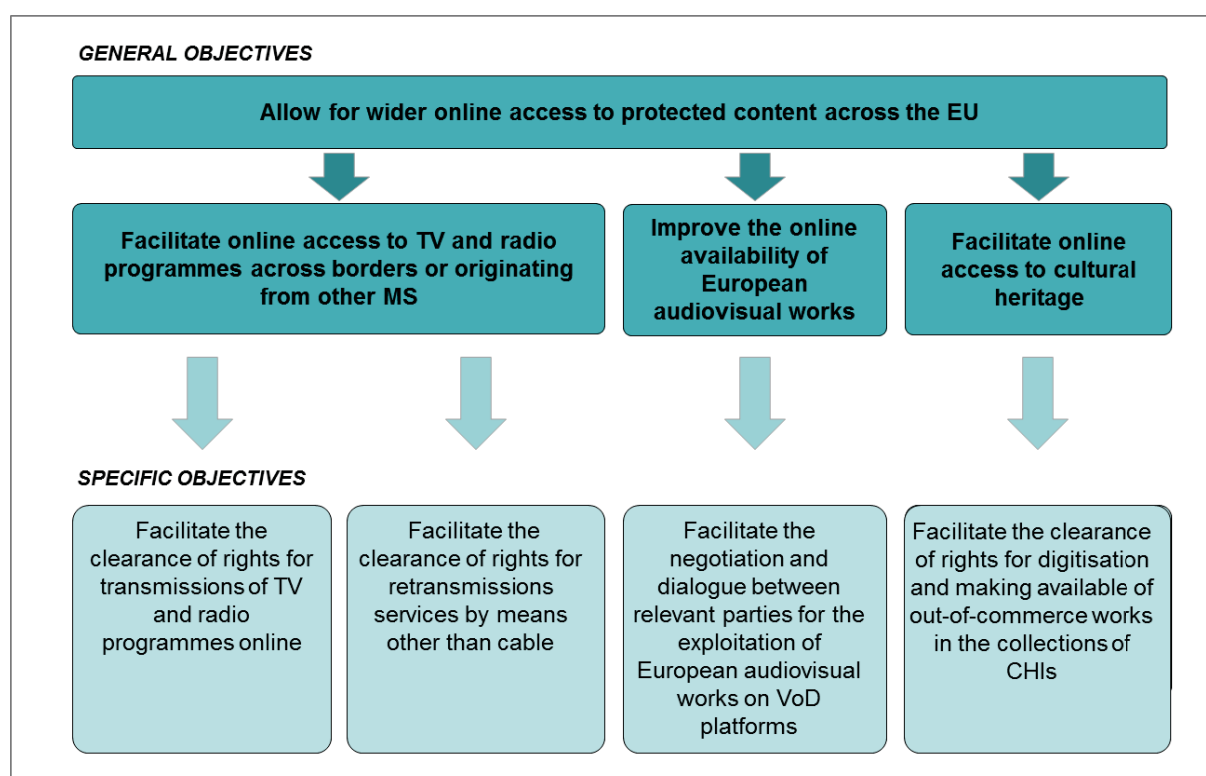 GENERAL OBJECTIVES
Allow for wider online access to protected content across the EU
Facilitate online access to TV and radio
programmes across borders or originating
from other MS
Improve the online
availability of
European
audiovisual works
Facilitate online
access to cultural
heritage
SPECIFIC OBJECTIVES
Facilitate the
clearance of rights for
transmissions of TV
and radio
programmes online
Facilitate the
clearance of rights for
retransmissions
services by means
other than cable
Facilitate the
negotiation and
dialogue between
relevant parties for the
exploitation of
European audiovisual
works on VoD
platforms
Facilitate the clearance
of rights for digitisation
and making available of
out-of-commerce works
in the collections of
CHIs